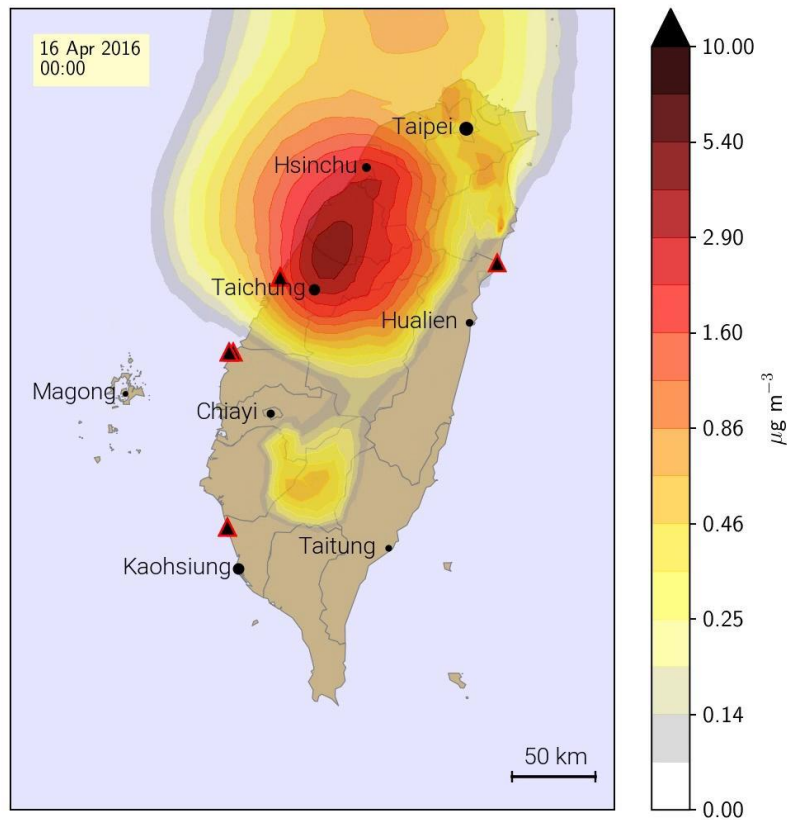 16 Apr 2016
00:00
Taipei
Hsinchu
Taichung
Hualien
Magong
Chiayi
Taitung
Kaohsiung
50 km
10.00
5.40
2.90
1.60
0.86
0.46
0.25
0.14
0.00
μg m⁻³